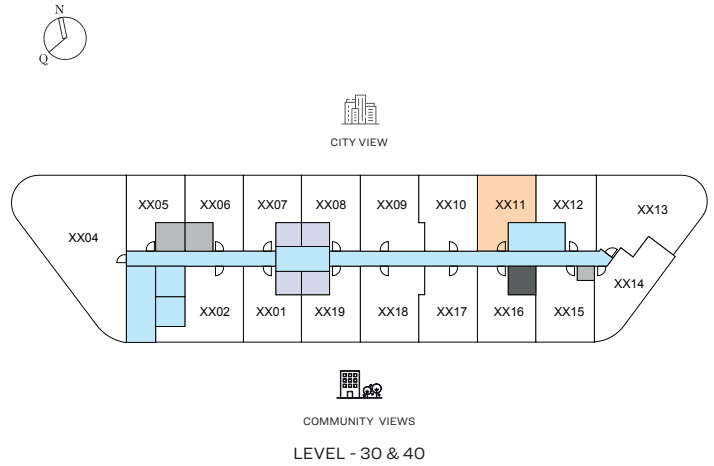 N
Q
CITY VIEW
XX05 XX06 XX07 XX08 XX09 XX10 XX11 XX12
XX13
XX04
XX14
XX02 XX01 XX19 XX18 XX17 XX16 XX15
COMMUNITY VIEWS
LEVEL - 30 & 40